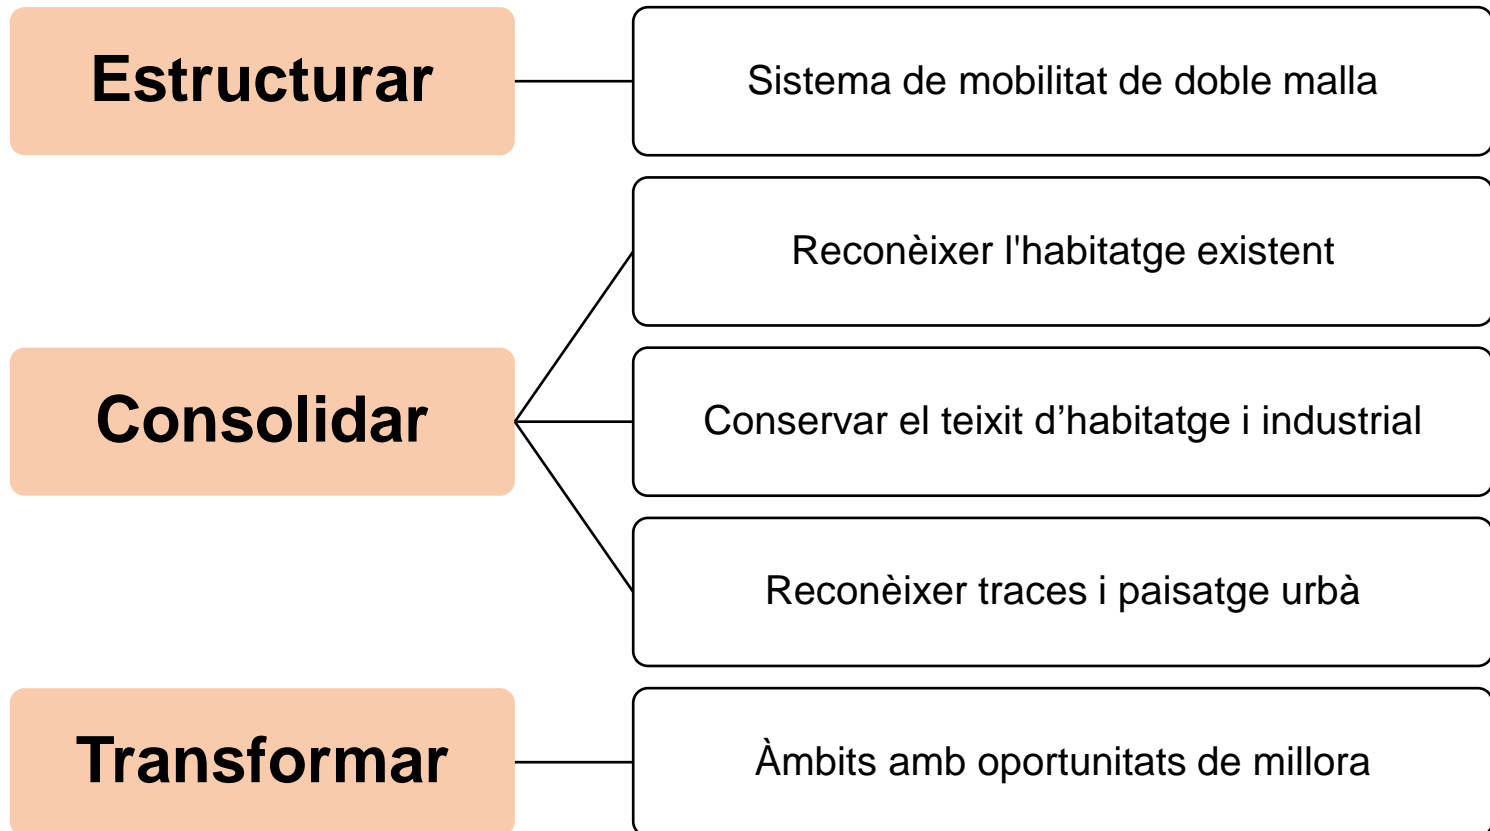 Estructurar
Sistema de mobilitat de doble malla
Reconèixer l'habitatge existent
Consolidar
Conservar el teixit d’habitatge i industrial
Reconèixer traces i paisatge urbà
Transformar
Àmbits amb oportunitats de millora